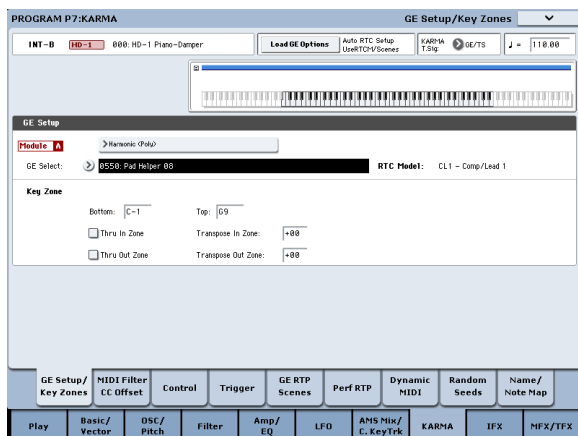 PROGRAM P7:KARMA GE Setup/Key Zones
INT-B HD-1 000: HD-1 Piano-Damper Load GE Options Auto RTC Setup UseRTCM/Scenes KARMA T.Sig: GE/TS ♩ = 110.00
GE Setup
Module A Harmonic <Poly>
GE Select: 0550: Pad Helper 08 RTC Model: CL1 - Comp/Lead 1
Key Zone
Bottom: C-1 Top: G9
Thru In Zone Transpose In Zone: +00
Thru Out Zone Transpose Out Zone: +00
GE Setup/ Key Zones MIDI Filter CC Offset Control Trigger GE RTP Scenes Perf RTP Dynamic MIDI Random Seeds Name/ Note Map
Play Basic/ Vector OSC/ Pitch Filter Amp/ EQ LFO AMS Mix/ C. KeyTrk KARMA IFX MFX/TFX